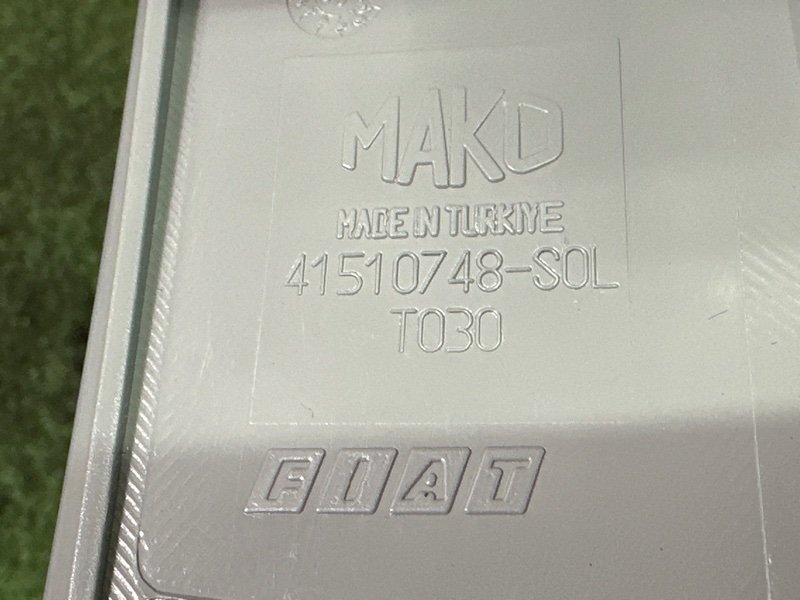 MAKO
MADE IN TURKIYE
41510748-SOL
T030
FIAT